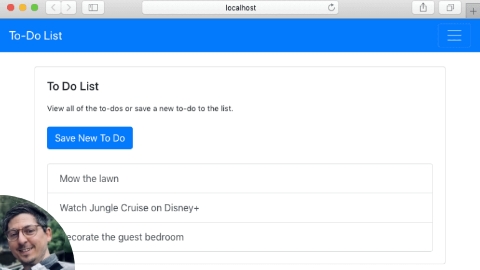 localhost
To-Do List
To Do List
View all of the to-dos or save a new to-do to the list.
Save New To Do
Mow the lawn
Watch Jungle Cruise on Disney+
ecorate the guest bedroom